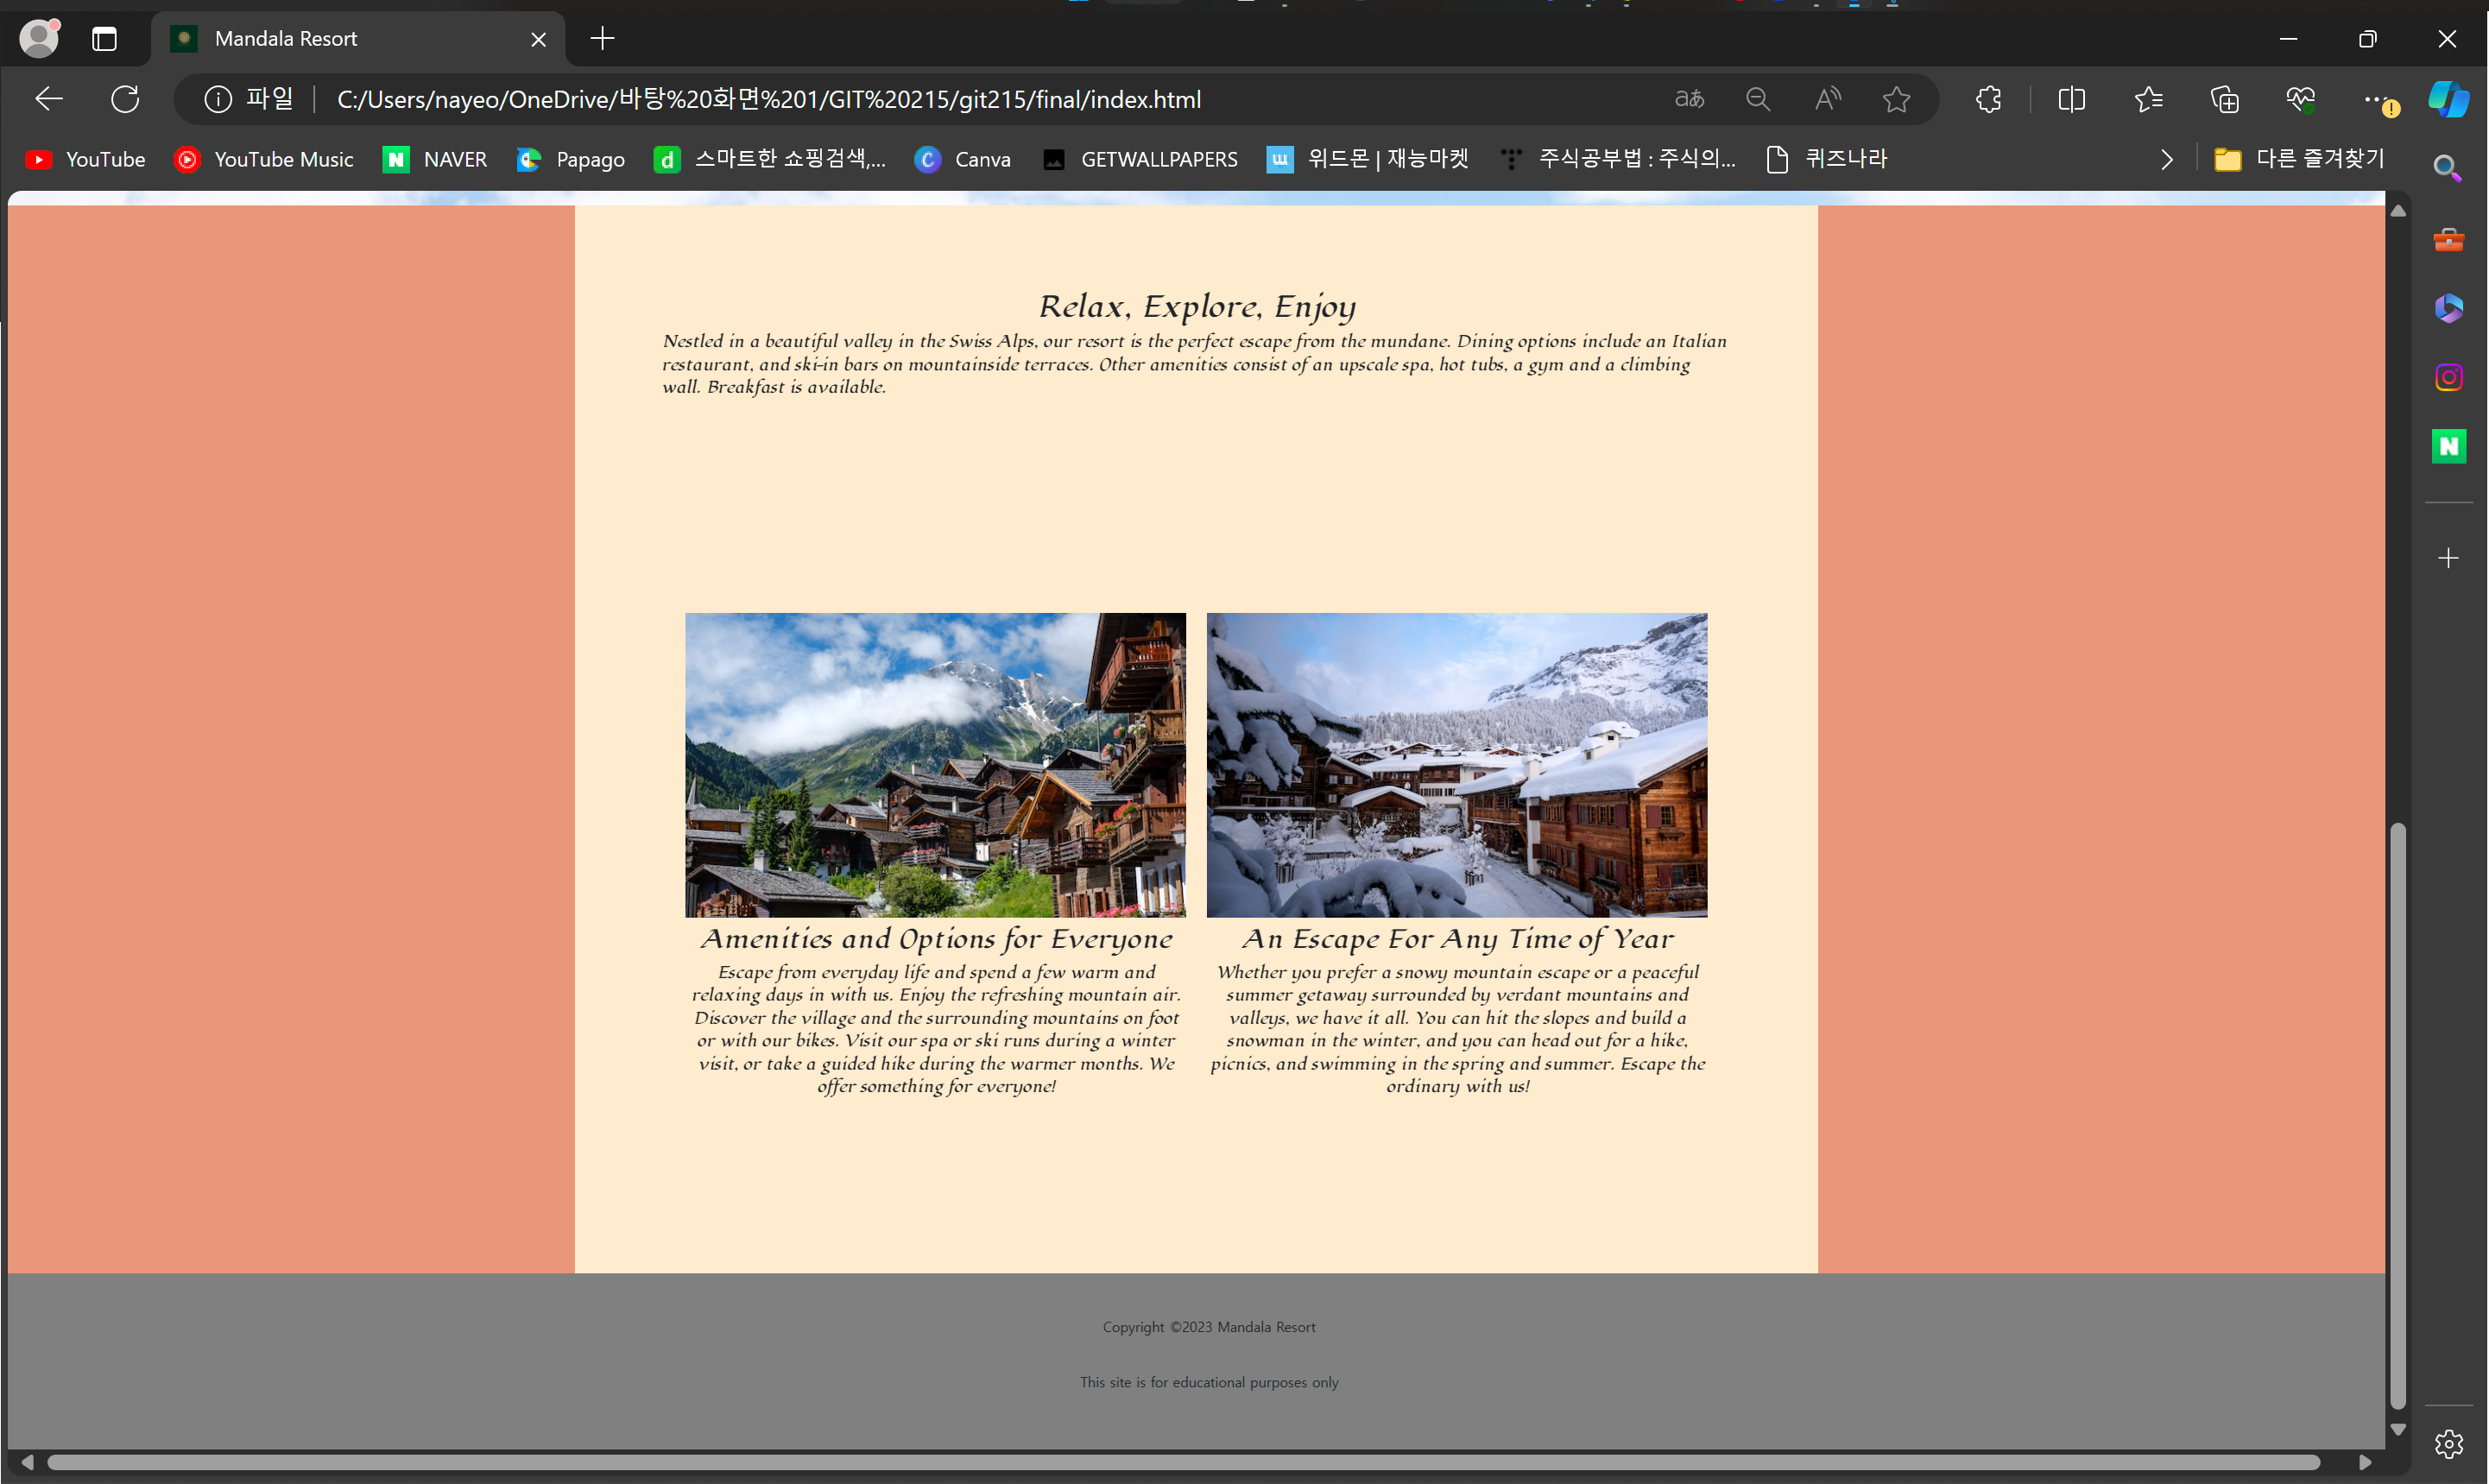 Mandala Resort
파일
C:/Users/nayeo/OneDrive/바탕%20화면%201/GIT%20215/git215/final/index.html
aあ
YouTube
YouTube Music
N NAVER
Papago
d 스마트한 쇼핑검색,...
C Canva
GETWALLPAPERS
위드몬 | 재능마켓
주식공부법 : 주식의...
퀴즈나라
다른 즐겨찾기
Relax, Explore, Enjoy
Nestled in a beautiful valley in the Swiss Alps, our resort is the perfect escape from the mundane. Dining options include an Italian
restaurant, and ski-in bars on mountainside terraces. Other amenities consist of an upscale spa, hot tubs, a gym and a climbing
wall. Breakfast is available.
N
Amenities and Options for Everyone
Escape from everyday life and spend a few warm and
relaxing days in with us. Enjoy the refreshing mountain air.
Discover the village and the surrounding mountains on foot
or with our bikes. Visit our spa or ski runs during a winter
visit, or take a guided hike during the warmer months. We
offer something for everyone!
An Escape For Any Time of Year
Whether you prefer a snowy mountain escape or a peaceful
summer getaway surrounded by verdant mountains and
valleys, we have it all. You can hit the slopes and build a
snowman in the winter, and you can head out for a hike,
picnics, and swimming in the spring and summer. Escape the
ordinary with us!
Copyright ©2023 Mandala Resort
This site is for educational purposes only